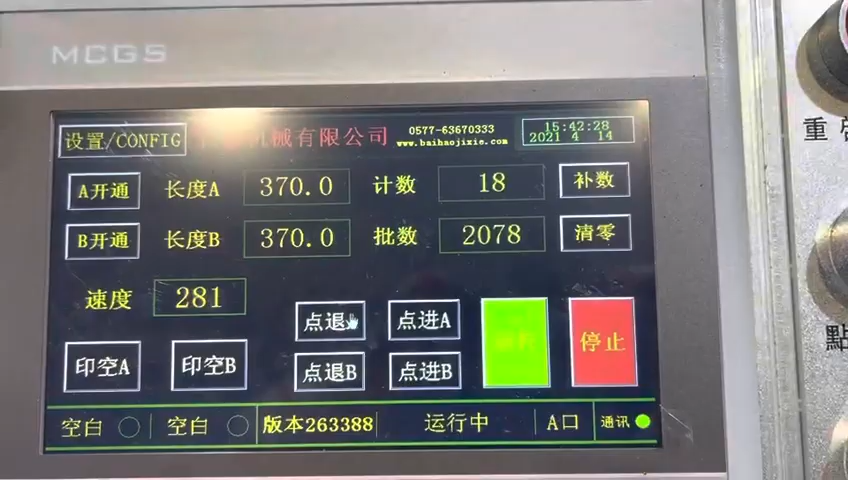 MCGS
设置/CONFIG
机械有限公司
0577-63670333
www.baihaojixie.com
15:42:28
2021 4 14
A开通 长度A 370.0 计数 18 补数
B开通 长度B 370.0 批数 2078 清零
速度 281
点退 点进A 停止
印空A 印空B 点退B 点进B
空白 空白 版本263388 运行中 A口 通讯
重
點